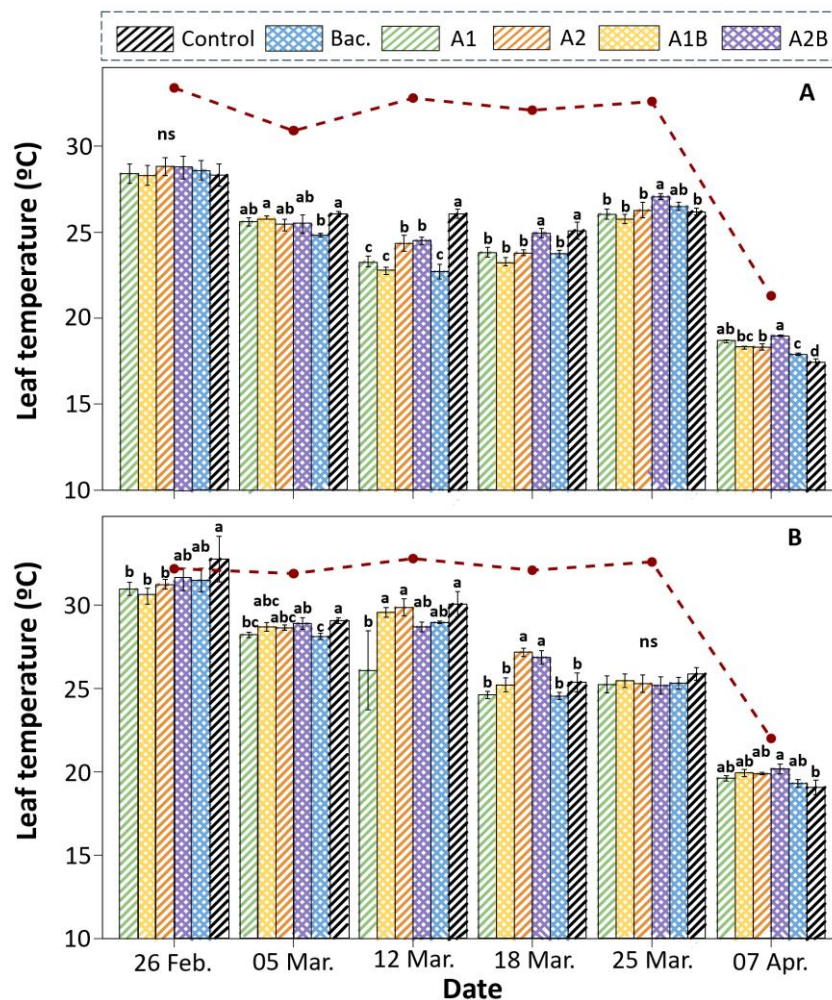 Control Bac. A1 A2 A1B A2B
A
Leaf temperature (ºC)
30
25
20
15
10
ns
ab a ab ab b a
c c b b c a
b b b a b a
b b b a ab b
ab bc b a c d
B
Leaf temperature (ºC)
30
25
20
15
10
b b b ab ab a
bc abc abc ab c a
b a a ab ab a
b b a a b b
ns
ab ab ab a ab b
26 Feb. 05 Mar. 12 Mar. 18 Mar. 25 Mar. 07 Apr.
Date